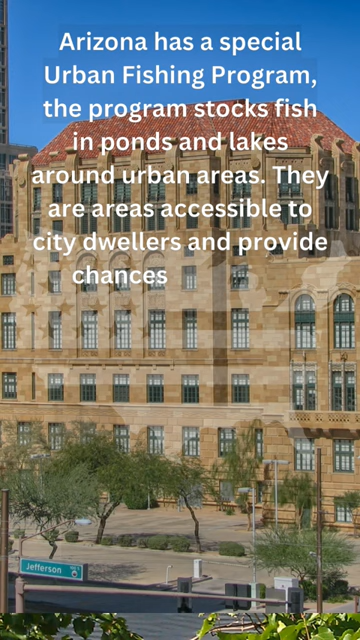 Arizona has a special
Urban Fishing Program,
the program stocks fish
in ponds and lakes
around urban areas. They
are areas accessible to
city dwellers and provide
chances
Jefferson